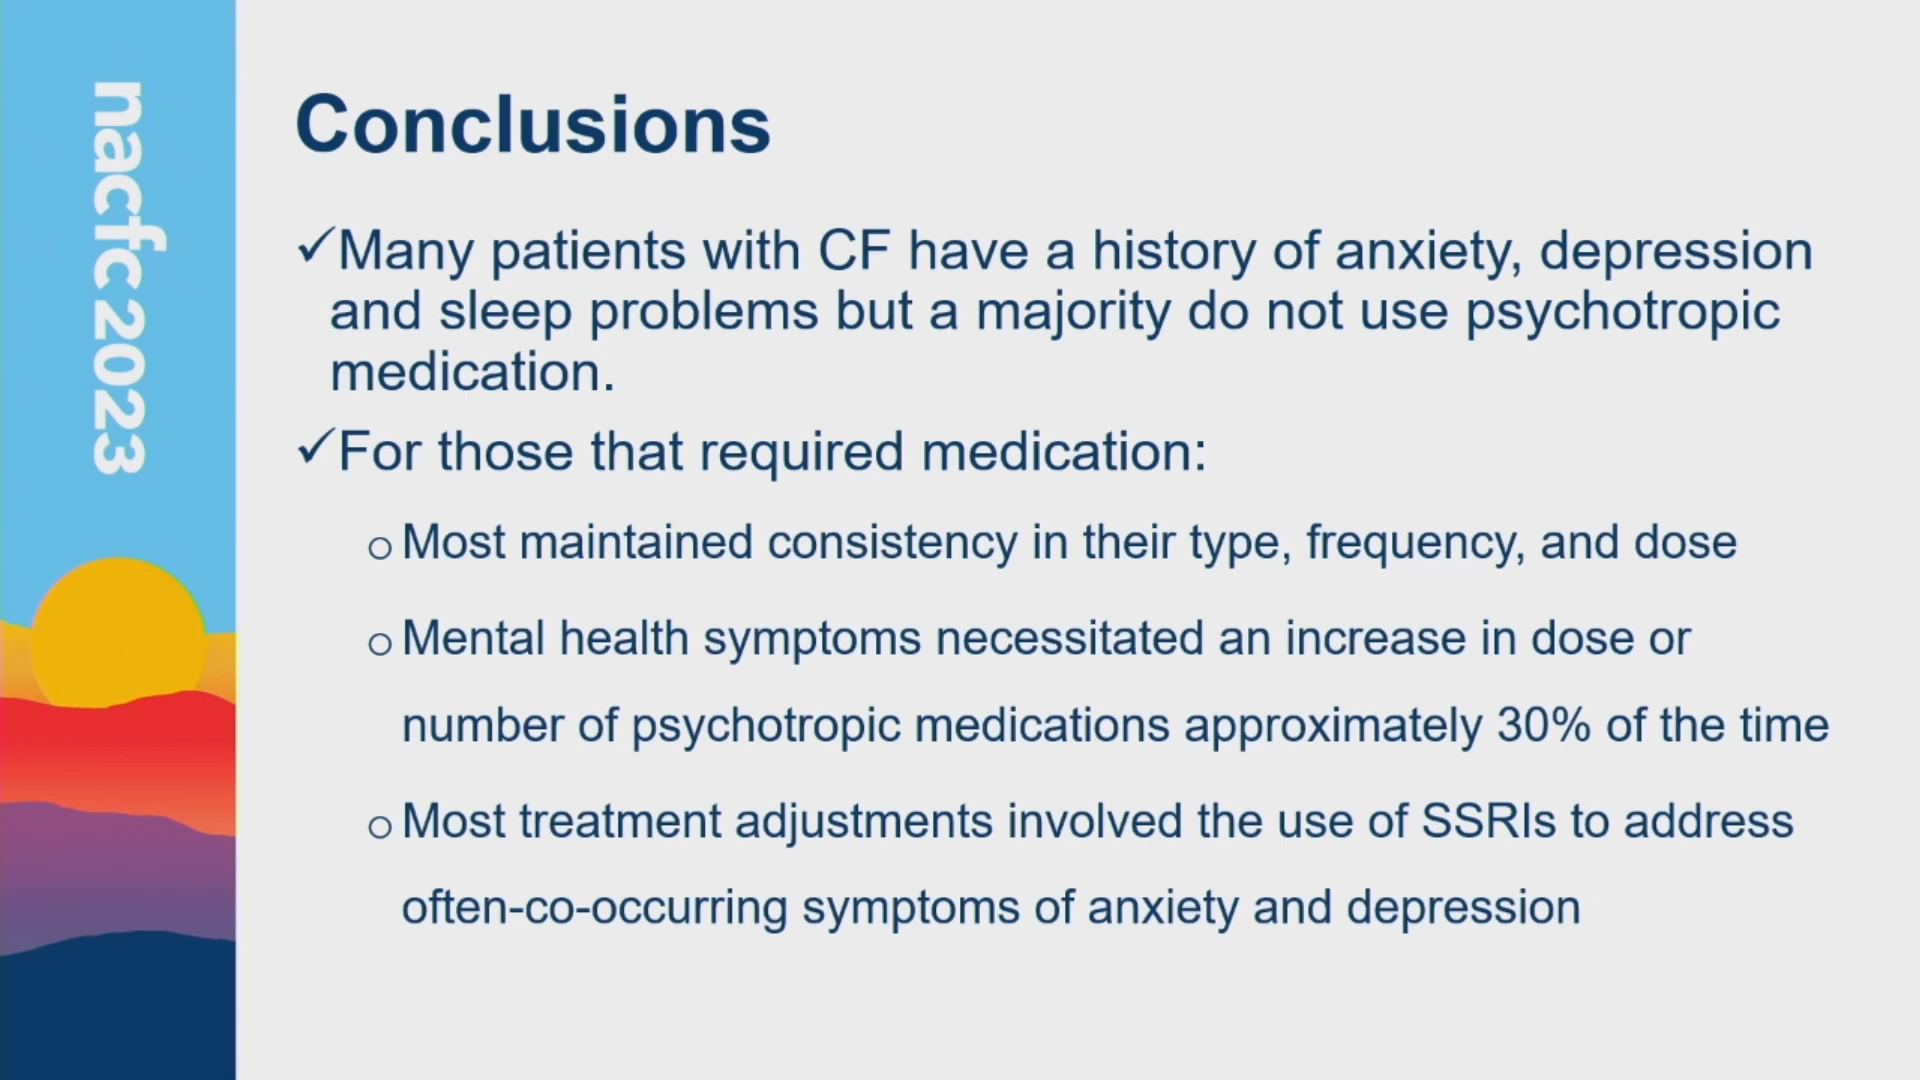 nacfc 2023
Conclusions
✓Many patients with CF have a history of anxiety, depression
and sleep problems but a majority do not use psychotropic
medication.
✓For those that required medication:
o Most maintained consistency in their type, frequency, and dose
o Mental health symptoms necessitated an increase in dose or
number of psychotropic medications approximately 30% of the time
o Most treatment adjustments involved the use of SSRIs to address
often-co-occurring symptoms of anxiety and depression